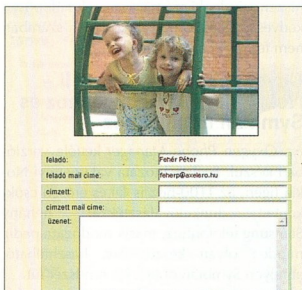 feladó: Fehér Péter
feladó mail címe: feherp@axelero.hu
címzett:
címzett mail címe:
üzenet: